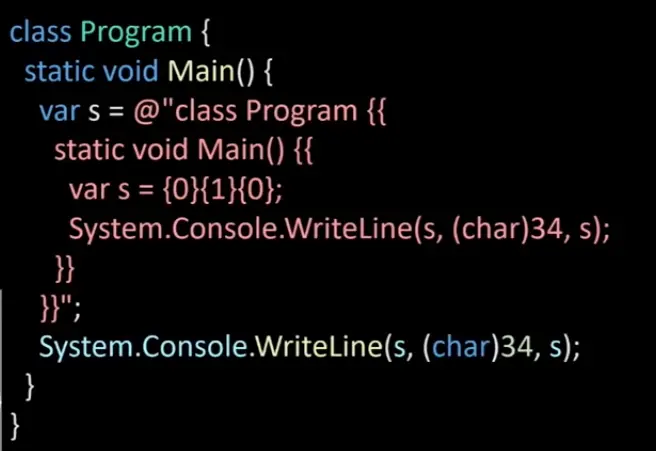 class Program {
static void Main() {
var s = @"class Program {{
static void Main() {{
var s = {0}{1}{0};
System.Console.WriteLine(s, (char)34, s);
}}
}}";
System.Console.WriteLine(s, (char)34, s);
}
}